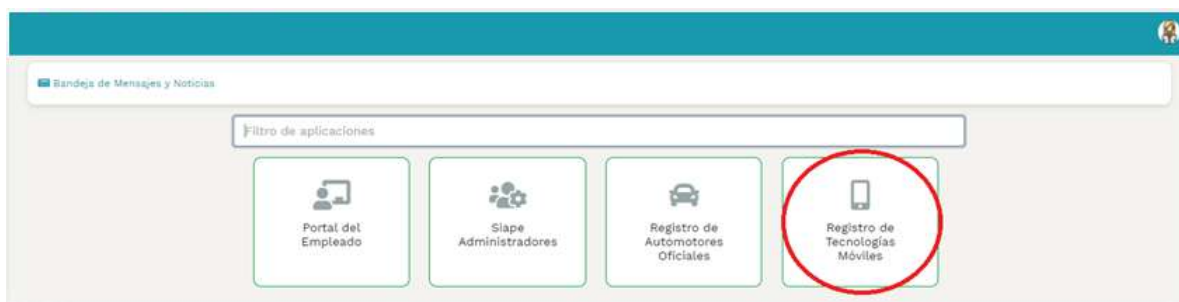 Bandeja de Mensajes y Noticias
Filtro de aplicaciones
Portal del
Empleado
Siape
Administradores
Registro de
Automotores
Oficiales
Registro de
Tecnologías
Móviles